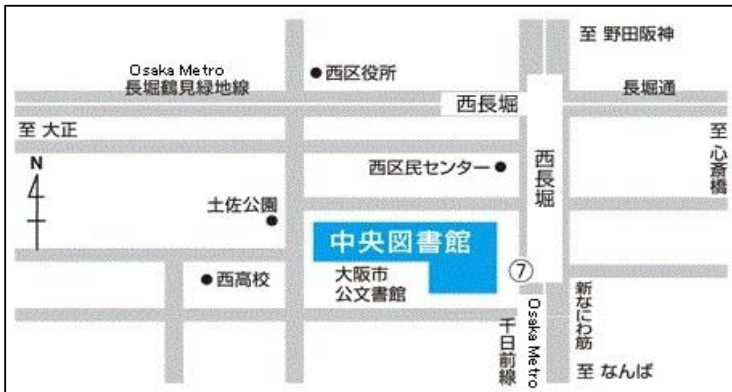 至 野田阪神
Osaka Metro
長堀鶴見緑地線
●西区役所
西長堀
長堀通
至 大正
至 心斎橋
N
西区民センター●
西長堀
土佐公園
●
中央図書館
●西高校
大阪市
公文書館
⑦
千日前線
Osaka Metro
新なにわ筋
至 なんば